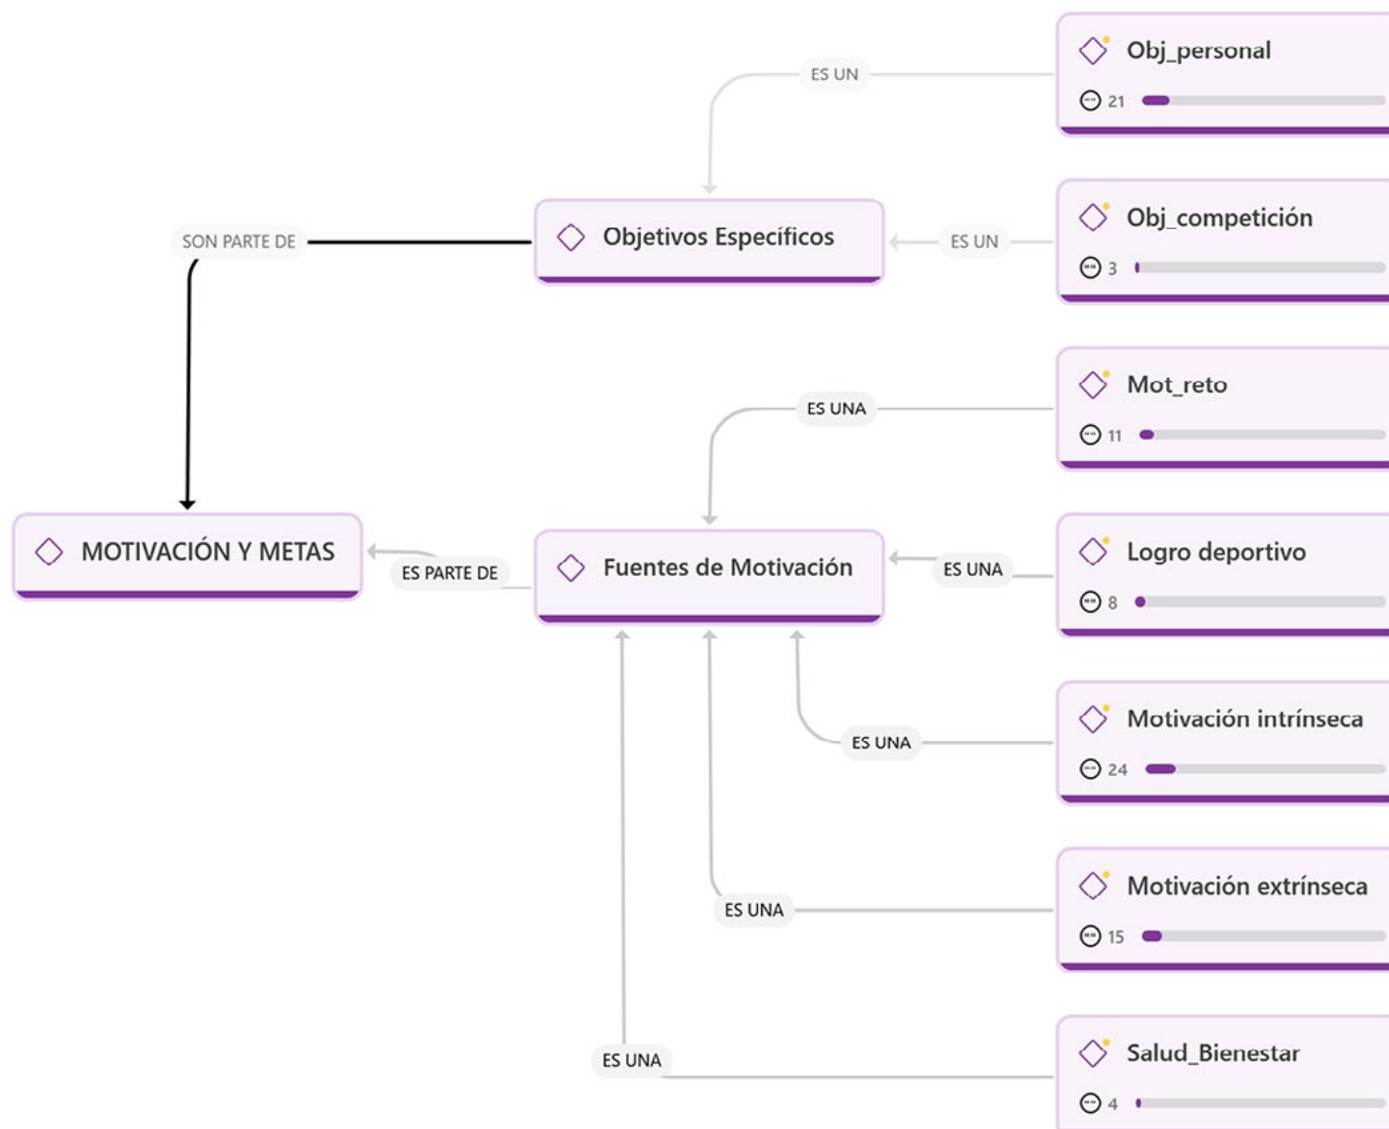 Obj_personal
21
ES UN
Obj_competición
3
ES UN
Objetivos Específicos
SON PARTE DE
Mot_reto
11
ES UNA
Logro deportivo
8
ES UNA
MOTIVACIÓN Y METAS
ES PARTE DE
Fuentes de Motivación
Motivación intrínseca
24
ES UNA
Motivación extrínseca
15
ES UNA
Salud_Bienestar
4
ES UNA